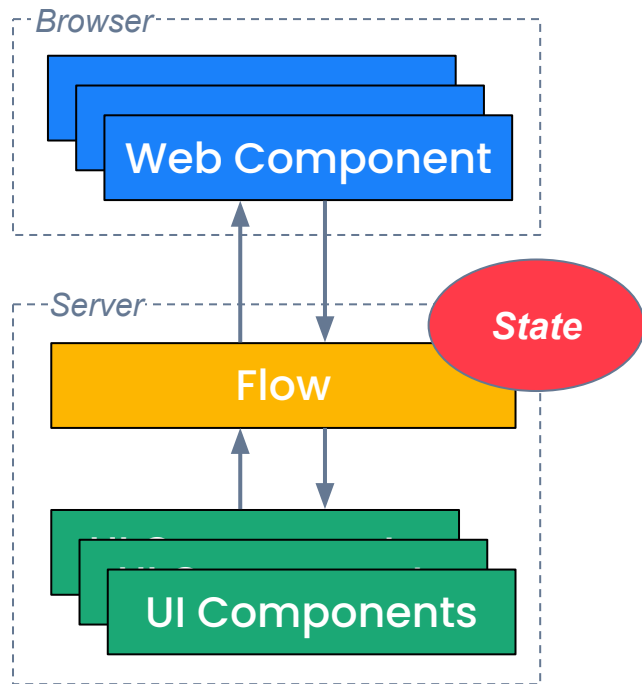 Browser
Web Component
Server
State
Flow
UI Components